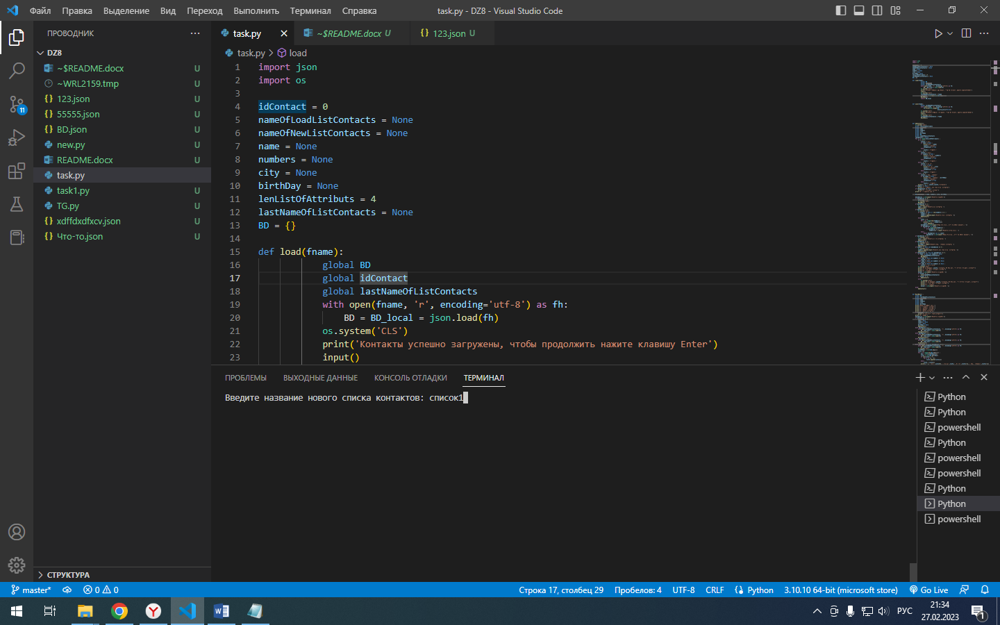 Файл Правка Выделение Вид Переход Выполнить Терминал Справка task.py - DZ8 - Visual Studio Code
ПРОВОДНИК
DZ8
~$README.docx U
~WRL2159.tmp U
123.json U
55555.json U
BD.json U
new.py U
README.docx U
task.py
task1.py U
TG.py U
xdffdxdfxcv.json U
Что-то.json U
СТРУКТУРА
11
task.py ~$README.docx U 123.json U
task.py load
1 import json
2 import os
3
4 idContact = 0
5 nameOfLoadListContacts = None
6 nameOfNewListContacts = None
7 name = None
8 numbers = None
9 city = None
10 birthDay = None
11 lenListOfAttributs = 4
12 lastNameOfListContacts = None
13 BD = {}
14
15 def load(fname):
16 global BD
17 global idContact
18 global lastNameOfListContacts
19 with open(fname, 'r', encoding='utf-8') as fh:
20 BD = BD_local = json.load(fh)
21 os.system('CLS')
22 print('Контакты успешно загружены, чтобы продолжить нажите клавишу Enter')
23 input()
ПРОБЛЕМЫ ВЫХОДНЫЕ ДАННЫЕ КОНСОЛЬ ОТЛАДКИ ТЕРМИНАЛ
Введите название нового списка контактов: список1
Python
Python
powershell
Python
powershell
powershell
Python
Python
powershell
master* 0 0 Строка 17, столбец 29 Пробелов: 4 UTF-8 CRLF Python 3.10.10 64-bit (microsoft store) Go Live
РУС 21:34
27.02.2023
1